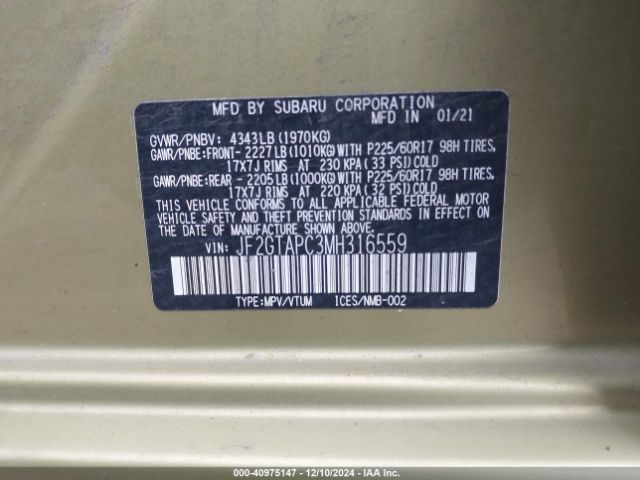 MFD BY SUBARU CORPORATION
MFD IN 01/21
GVWR/PNBV: 4343LB (1970KG)
GAWR/PNBE:FRONT- 2227LB (1010KG) WITH P225/60R17 98H TIRES,
17X7J RIMS AT 230 KPA (33 PSI) COLD
GAWR/PNBE:REAR - 2205LB (1000KG) WITH P225/60R17 98H TIRES,
17X7J RIMS AT 220 KPA (32 PSI) COLD
THIS VEHICLE CONFORMS TO ALL APPLICABLE FEDERAL MOTOR
VEHICLE SAFETY AND THEFT PREVENTION STANDARDS IN EFFECT ON
THE DATE OF MANUFACTURE SHOWN ABOVE.
VIN: JF2GTAPC3MH316559
TYPE:MPV/VTUM ICES/NMB-002
000-40975147 - 12/10/2024 - IAA Inc.